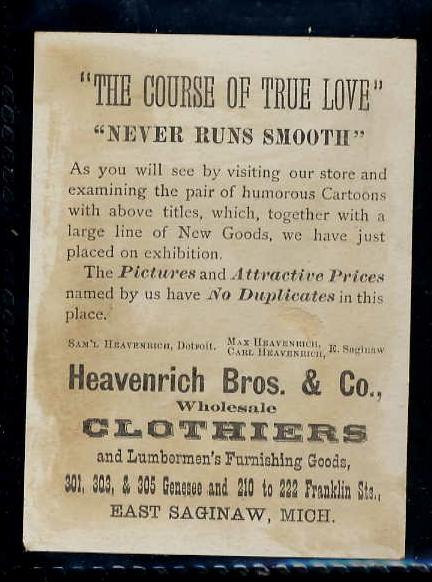 "THE COURSE OF TRUE LOVE"
"NEVER RUNS SMOOTH"
As you will see by visiting our store and
examining the pair of humorous Cartoons
with above titles, which, together with a
large line of New Goods, we have just
placed on exhibition.
The Pictures and Attractive Prices
named by us have No Duplicates in this
place.
SAM'L HEAVENRICH, Detroit. MAX HEAVENRICH, CARL HEAVENRICH, E. Saginaw
Heavenrich Bros. & Co.,
Wholesale
CLOTHIERS
and Lumbermen's Furnishing Goods,
301, 303, & 305 Genesee and 210 to 222 Franklin Sts.,
EAST SAGINAW, MICH.